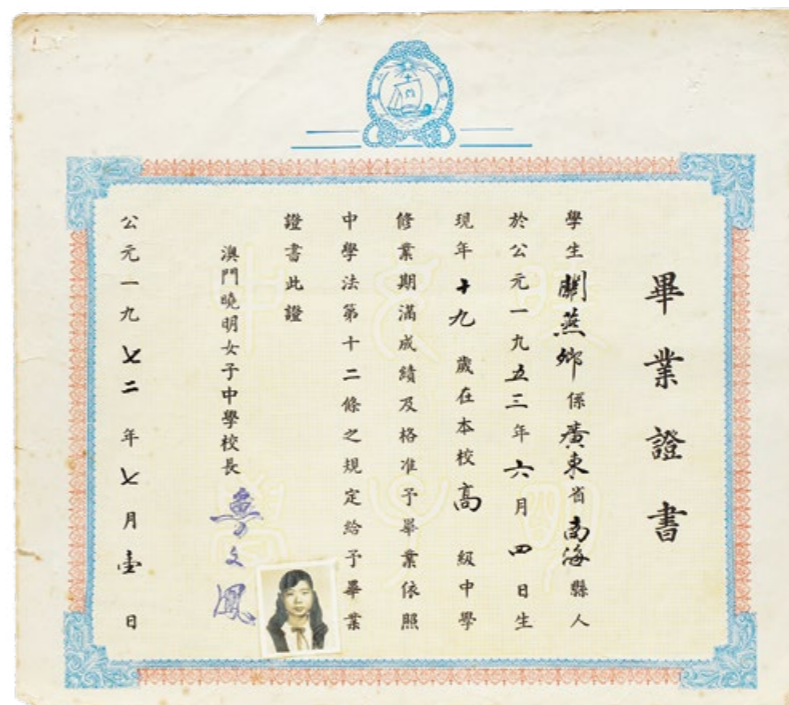 畢業證書
學生關燕鄉係廣東省南海縣人
於公元一九五三年六月四日生
現年十九歲在本校高級中學
修業期滿成績及格准予畢業依照
中學法第十二條之規定給予畢業
證書此證
澳門曉明女子中學校長 魯文鳳
公元一九七二年七月壹日